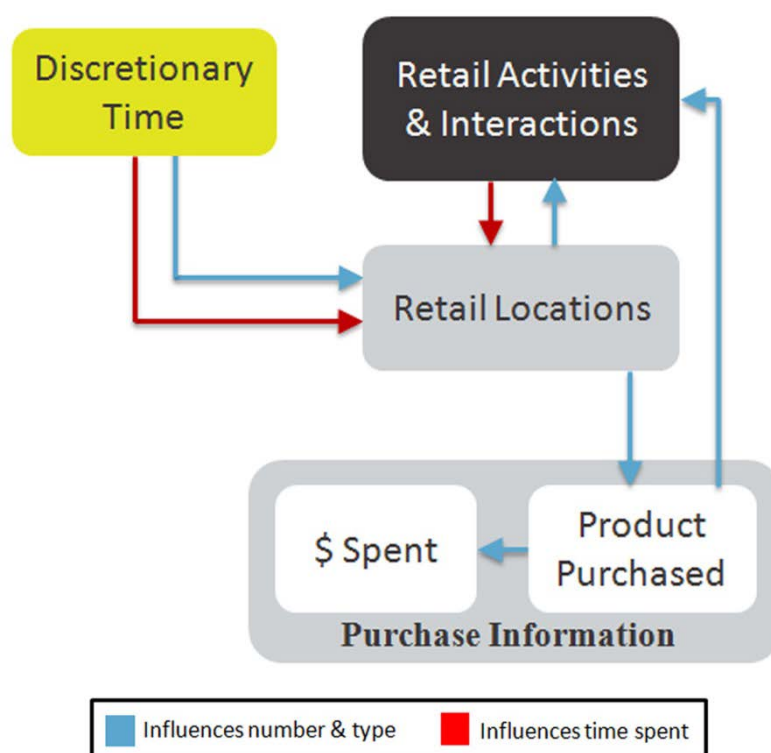 Discretionary
Time
Retail Activities
& Interactions
Retail Locations
$ Spent
Product
Purchased
Purchase Information
Influences number & type
Influences time spent